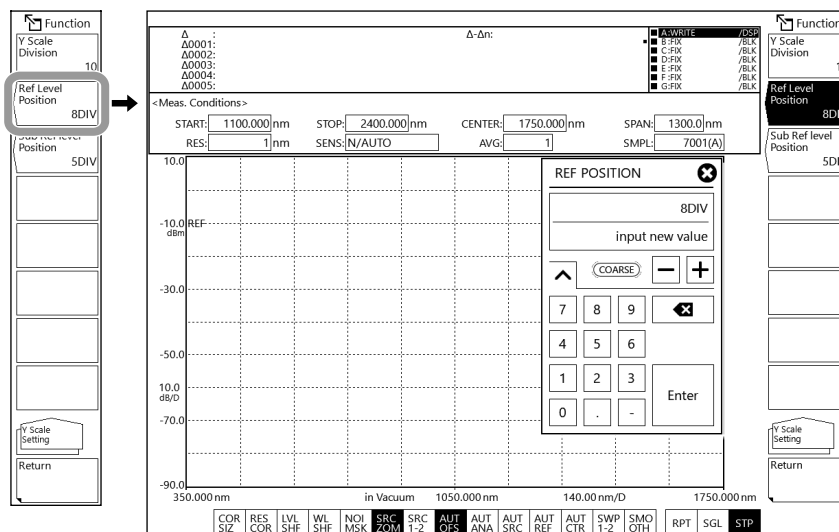 Function
Y Scale
Division
10
Ref Level
Position
8DIV
Sub Ref level
Position
5DIV
Y Scale
Setting
Return
Δ :
Δ0001:
Δ0002:
Δ0003:
Δ0004:
Δ0005:
Δ-Δn:
A:WRITE /DSP
B:FIX /BLK
C:FIX /BLK
D:FIX /BLK
E:FIX /BLK
F:FIX /BLK
G:FIX /BLK
<Meas. Conditions>
START: 1100.000 nm STOP: 2400.000 nm CENTER: 1750.000 nm SPAN: 1300.0 nm
RES: 1 nm SENS: N/AUTO AVG: 1 SMPL: 7001(A)
10.0
-10.0 REF
dBm
-30.0
-50.0
10.0
dB/D
-70.0
-90.0
350.000 nm in Vacuum 1050.000 nm 140.00 nm/D 1750.000 nm
REF POSITION
8DIV
input new value
COARSE
7 8 9
4 5 6
1 2 3
Enter
0 . -
COR SIZ
RES COR
LVL SHF
WL SHF
NOI MSK
SRC ZOM
SRC 1-2
AUT OFS
AUT ANA
AUT SRC
AUT REF
AUT CTR
SWP 1-2
SMO OTH
RPT
SGL
STP
Function
Y Scale
Division
Ref Level
Position
8DI
Sub Ref level
Position
5DI
Y Scale
Setting
Return